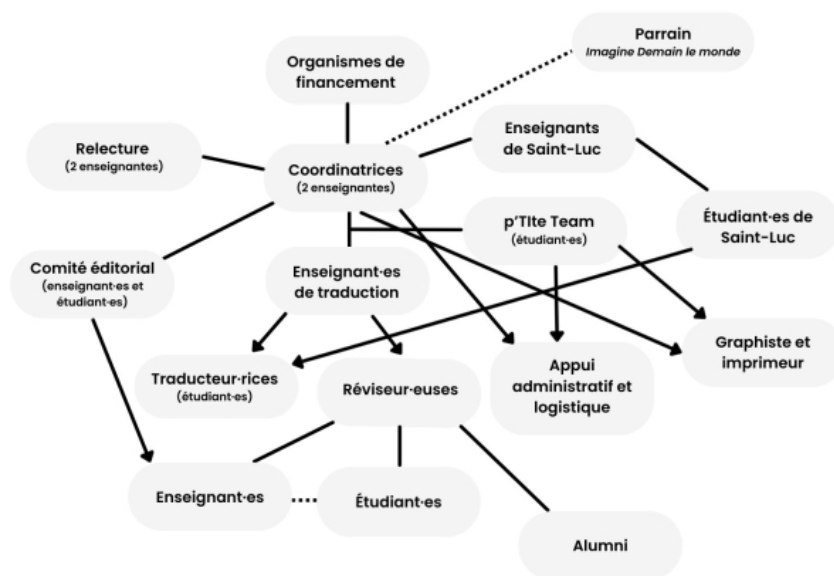 Parrain
Imagine Demain le monde
Organismes de
financement
Enseignants
de Saint-Luc
Relecture
(2 enseignantes)
Coordinatrices
(2 enseignantes)
p'TIte Team
(étudiant·es)
Étudiant·es de
Saint-Luc
Comité éditorial
(enseignant·es et
étudiant·es)
Enseignant·es
de traduction
Graphiste et
imprimeur
Traducteur·rices
(étudiant·es)
Réviseur·euses
Appui
administratif et
logistique
Enseignant·es
Étudiant·es
Alumni